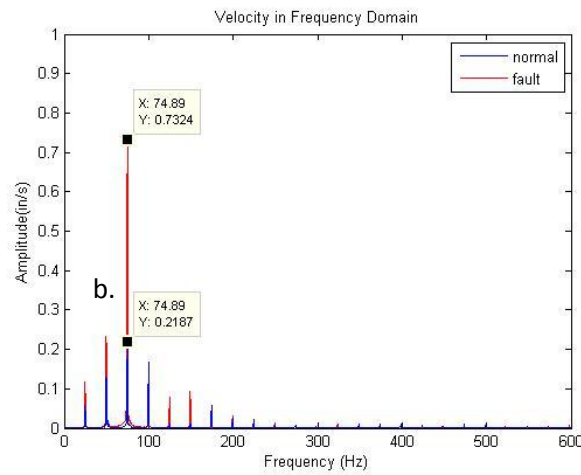 Velocity in Frequency Domain
1
0.9
0.8
0.7
0.6
0.5
0.4
0.3
0.2
0.1
0
Amplitude(in/s)
normal
fault
X: 74.89
Y: 0.7324
b.
X: 74.89
Y: 0.2187
0 100 200 300 400 500 600
Frequency (Hz)